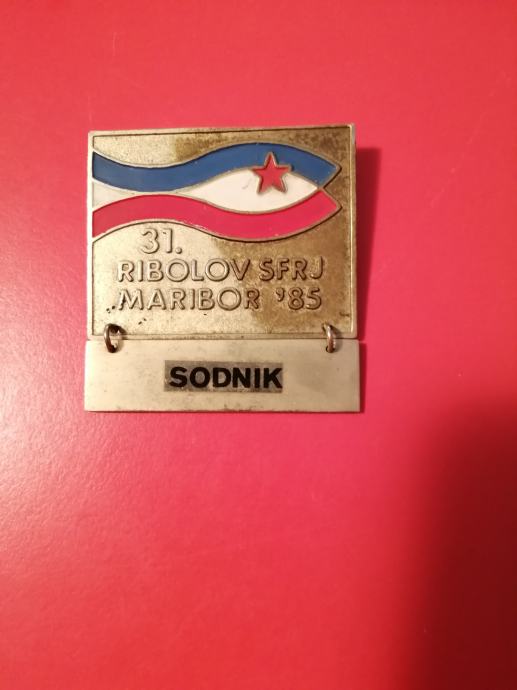 31.
RIBOLOV SFRJ
MARIBOR '85
SODNIK